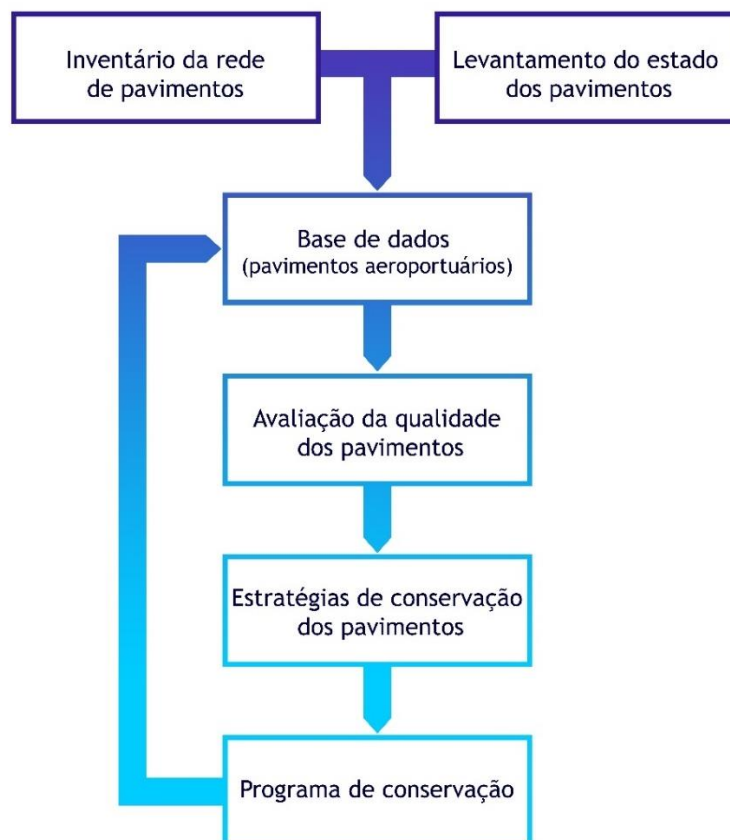 Inventário da rede
de pavimentos
Levantamento do estado
dos pavimentos
Base de dados
(pavimentos aeroportuários)
Avaliação da qualidade
dos pavimentos
Estratégias de conservação
dos pavimentos
Programa de conservação